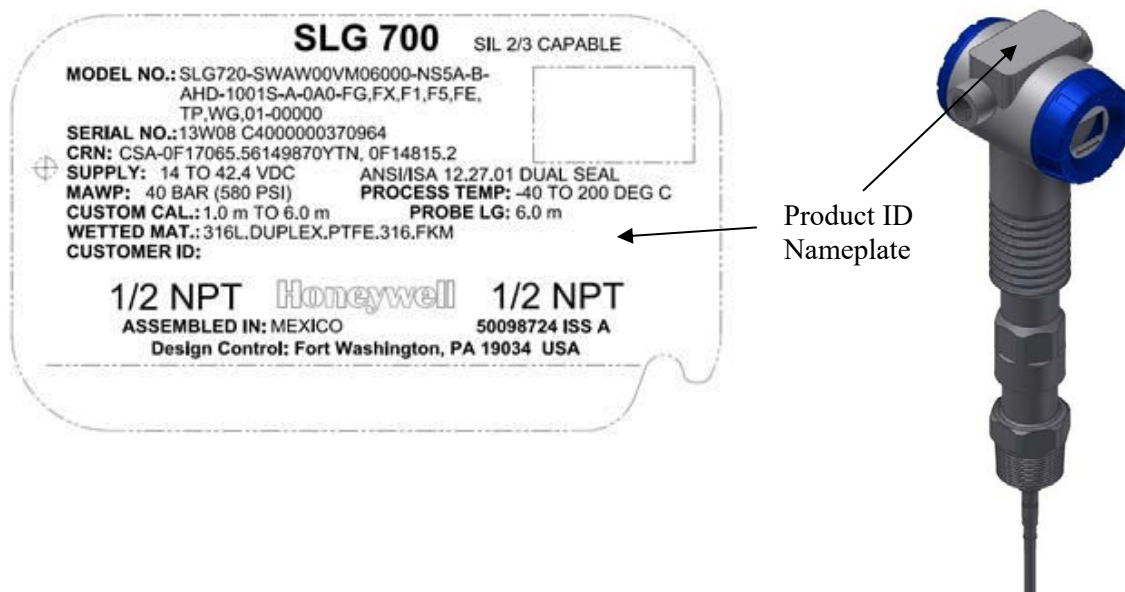 SLG 700 SIL 2/3 CAPABLE
MODEL NO.: SLG720-SWAW00VM06000-NS5A-B-
AHD-1001S-A-0A0-FG,FX,F1,F5,FE,
TP,WG,01-00000
SERIAL NO.:13W08 C4000000370964
CRN: CSA-0F17065.56149870YTN, 0F14815.2
SUPPLY: 14 TO 42.4 VDC ANSI/ISA 12.27.01 DUAL SEAL
MAWP: 40 BAR (580 PSI) PROCESS TEMP: -40 TO 200 DEG C
CUSTOM CAL.: 1.0 m TO 6.0 m PROBE LG: 6.0 m
WETTED MAT.: 316L.DUPLEX.PTFE.316.FKM
CUSTOMER ID:
1/2 NPT Honeywell 1/2 NPT
ASSEMBLED IN: MEXICO 50098724 ISS A
Design Control: Fort Washington, PA 19034 USA
Product ID
Nameplate